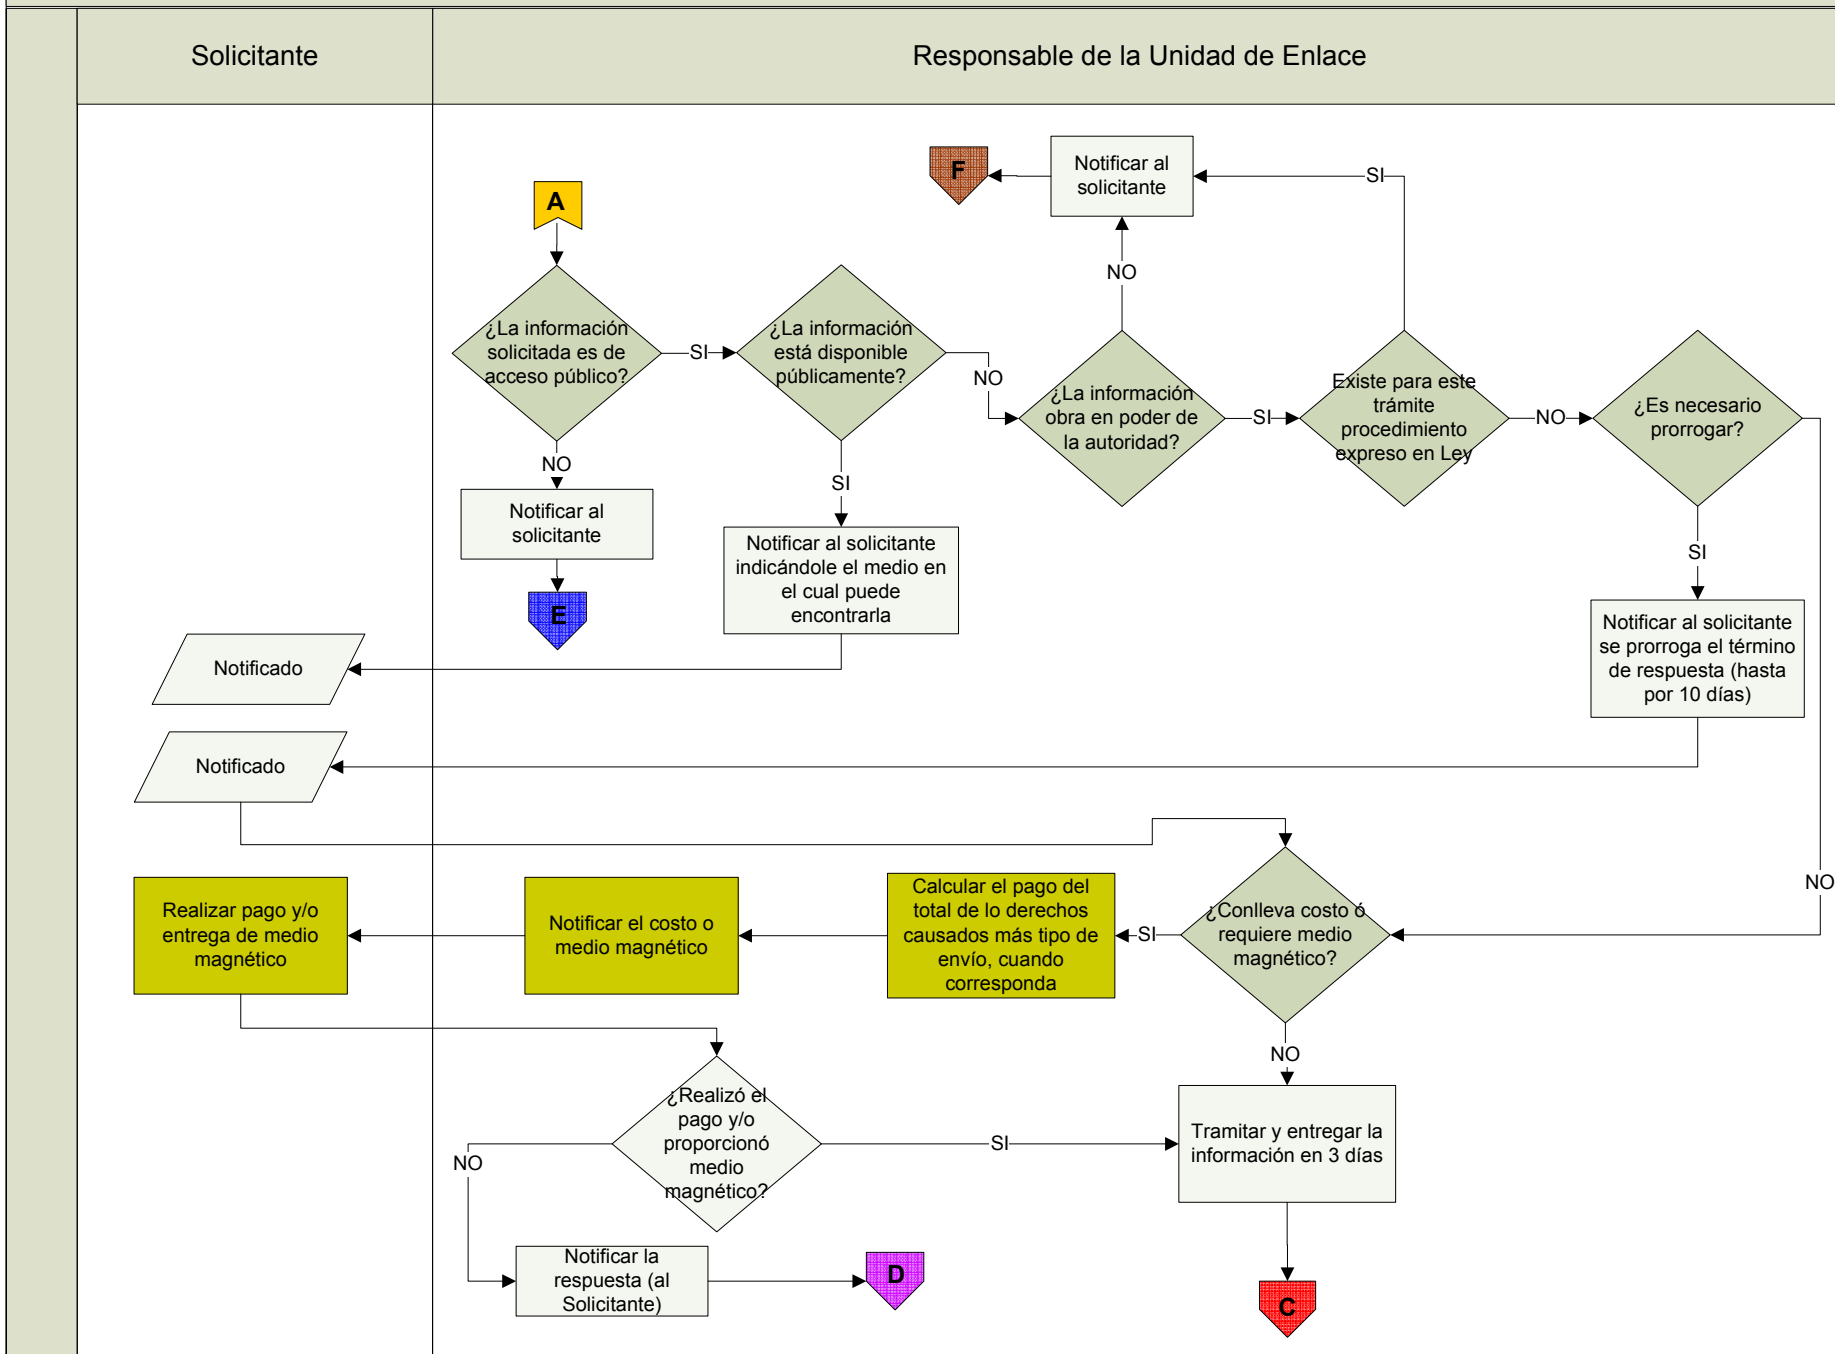 Solicitante
Responsable de la Unidad de Enlace
F
Notificar al
solicitante
SI
A
NO
¿La información
solicitada es de
acceso público?
SI
¿La información
está disponible
públicamente?
NO
¿La información
obra en poder de
la autoridad?
SI
Existe para este
trámite
procedimiento
expreso en Ley
NO
¿Es necesario
prorrogar?
NO
Notificar al
solicitante
E
SI
Notificar al solicitante
indicándole el medio en
el cual puede
encontrarla
SI
Notificar al solicitante
se prorroga el término
de respuesta (hasta
por 10 días)
Notificado
Notificado
NO
Realizar pago y/o
entrega de medio
magnético
Notificar el costo o
medio magnético
Calcular el pago del
total de lo derechos
causados más tipo de
envío, cuando
corresponda
SI
¿Conlleva costo ó
requiere medio
magnético?
NO
¿Realizó el
pago y/o
proporcionó
medio
magnético?
SI
Tramitar y entregar la
información en 3 días
NO
Notificar la
respuesta (al
Solicitante)
D
C